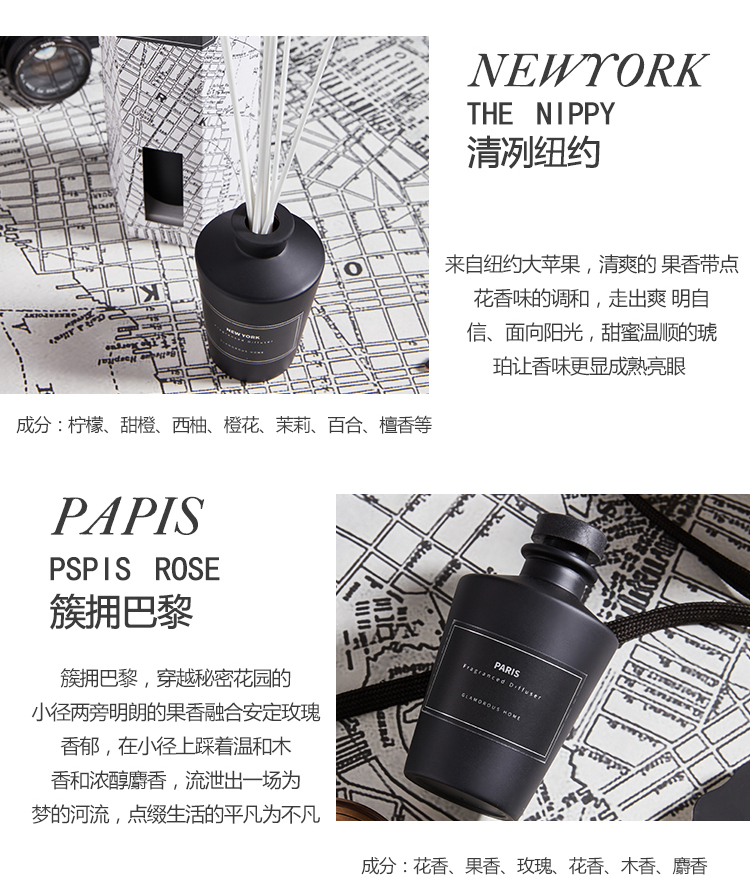 NEWYORK
THE NIPPY
清冽纽约
来自纽约大苹果，清爽的 果香带点
花香味的调和，走出爽 明自
信、面向阳光，甜蜜温顺的琥
珀让香味更显成熟亮眼
R
K
K
O
NEW YORK
Fragranced Diffuser
GLAMOROUS HOME
成分：柠檬、甜橙、西柚、橙花、茉莉、百合、檀香等
PAPIS
PSPIS ROSE
簇拥巴黎
簇拥巴黎，穿越秘密花园的
小径两旁明朗的果香融合安定玫瑰
香郁，在小径上踩着温和木
香和浓醇麝香，流泄出一场为
梦的河流，点缀生活的平凡为不凡
PARIS
Fragranced Diffuser
GLAMOROUS HOME
成分：花香、果香、玫瑰、花香、木香、麝香